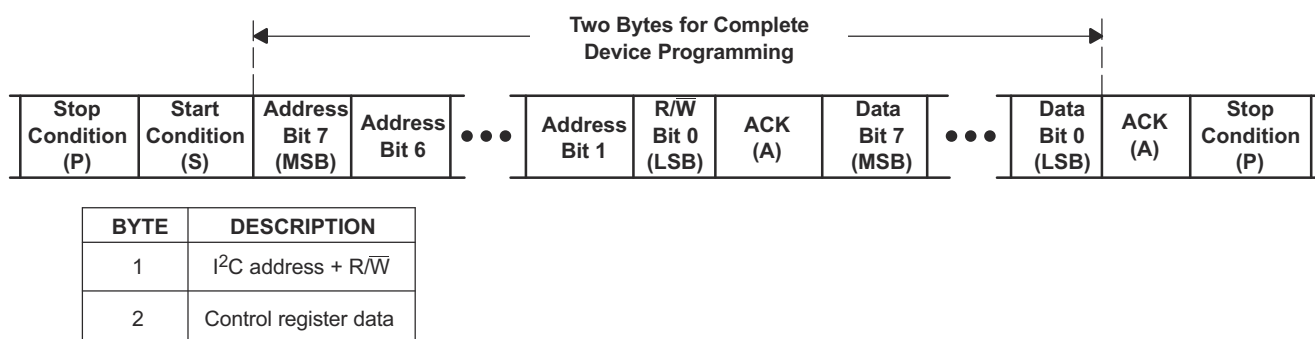 Two Bytes for Complete
Device Programming
Stop
Condition
(P)
Start
Condition
(S)
Address
Bit 7
(MSB)
Address
Bit 6
•••
Address
Bit 1
R/W̅
Bit 0
(LSB)
ACK
(A)
Data
Bit 7
(MSB)
•••
Data
Bit 0
(LSB)
ACK
(A)
Stop
Condition
(P)
BYTE DESCRIPTION
1 I²C address + R/W̅
2 Control register data